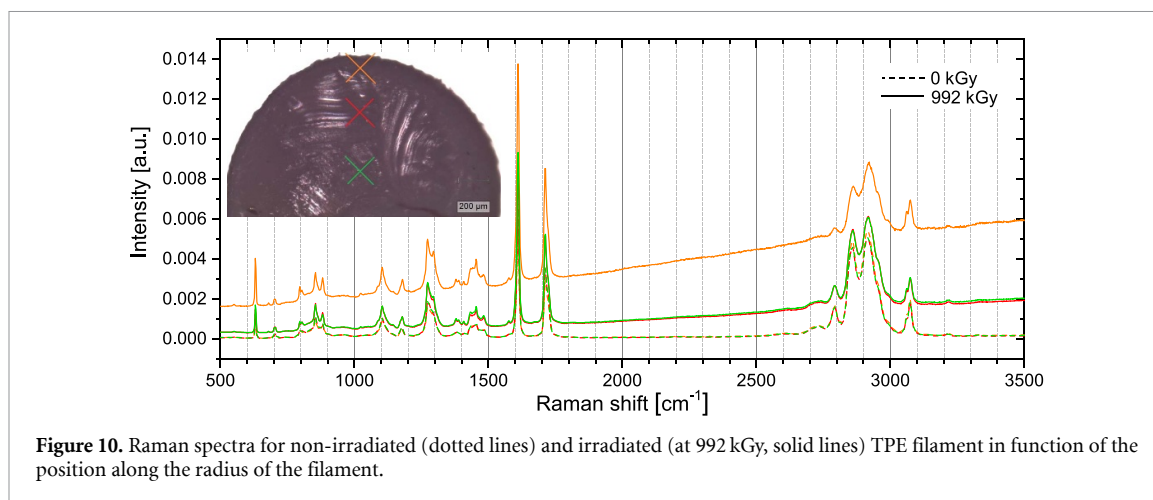 0.014
0.012
0.010
0.008
0.006
0.004
0.002
0.000
Intensity [a.u.]
200 µm
0 kGy
992 kGy
500 1000 1500 2000 2500 3000 3500
Raman shift [cm⁻¹]
Figure 10. Raman spectra for non-irradiated (dotted lines) and irradiated (at 992 kGy, solid lines) TPE filament in function of the
position along the radius of the filament.